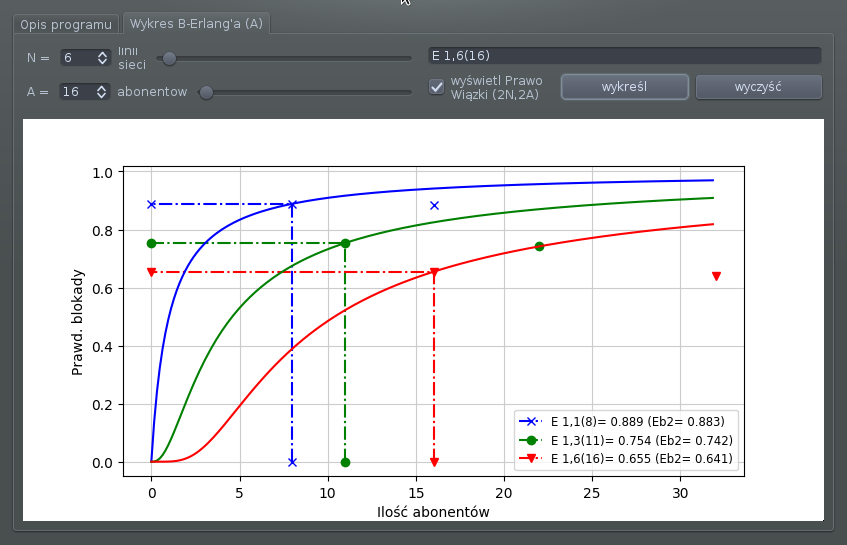 Opis programu
Wykres B-Erlang'a (A)
N =
6
linii
sieci
E 1,6(16)
A =
16
abonentow
wyświetl Prawo
Wiązki (2N,2A)
wykreśl
wyczyść
1.0
0.8
0.6
0.4
0.2
0.0
Prawd. blokady
E 1,1(8)= 0.889 (Eb2= 0.883)
E 1,3(11)= 0.754 (Eb2= 0.742)
E 1,6(16)= 0.655 (Eb2= 0.641)
0
5
10
15
20
25
30
Ilość abonentów